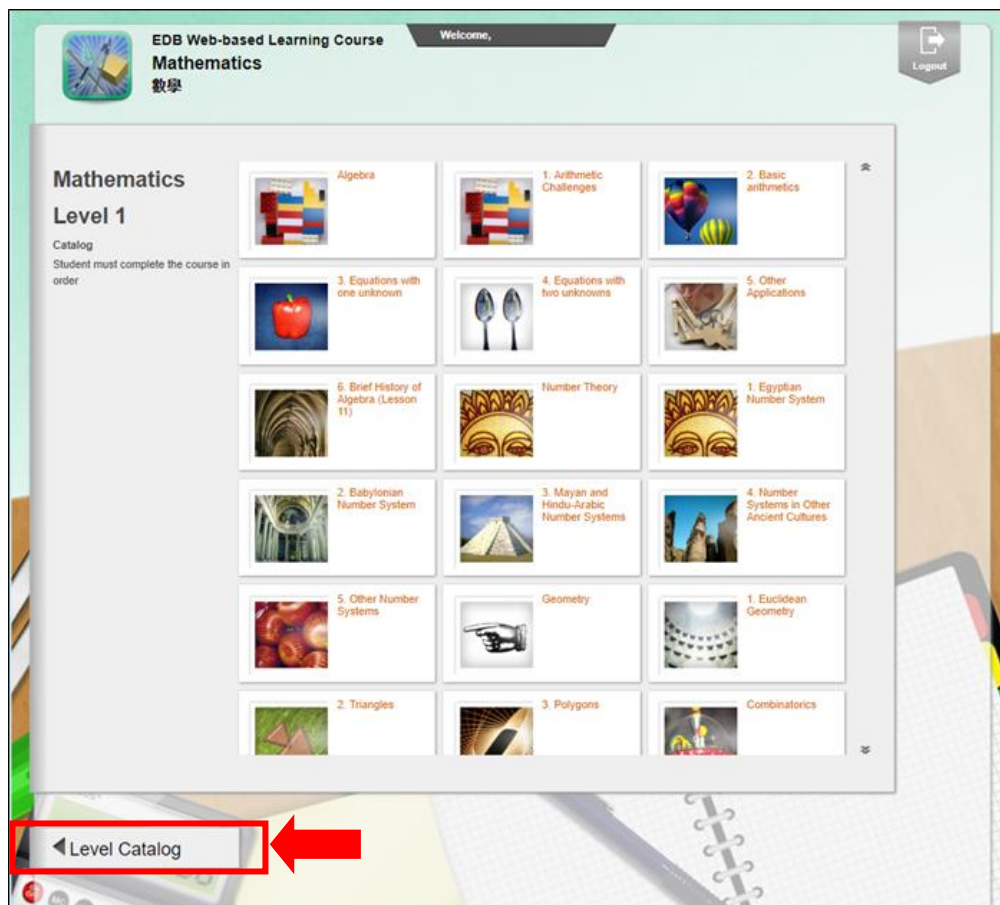 EDB Web-based Learning Course
Mathematics
數學
Welcome,
Logout
Mathematics
Level 1
Catalog
Student must complete the course in
order
Algebra
1. Arithmetic
Challenges
2. Basic
arithmetics
3. Equations with
one unknown
4. Equations with
two unknowns
5. Other
Applications
6. Brief History of
Algebra (Lesson
11)
Number Theory
1. Egyptian
Number System
2. Babylonian
Number System
3. Mayan and
Hindu-Arabic
Number Systems
4. Number
Systems in Other
Ancient Cultures
5. Other Number
Systems
Geometry
1. Euclidean
Geometry
2. Triangles
3. Polygons
Combinatorics
Level Catalog